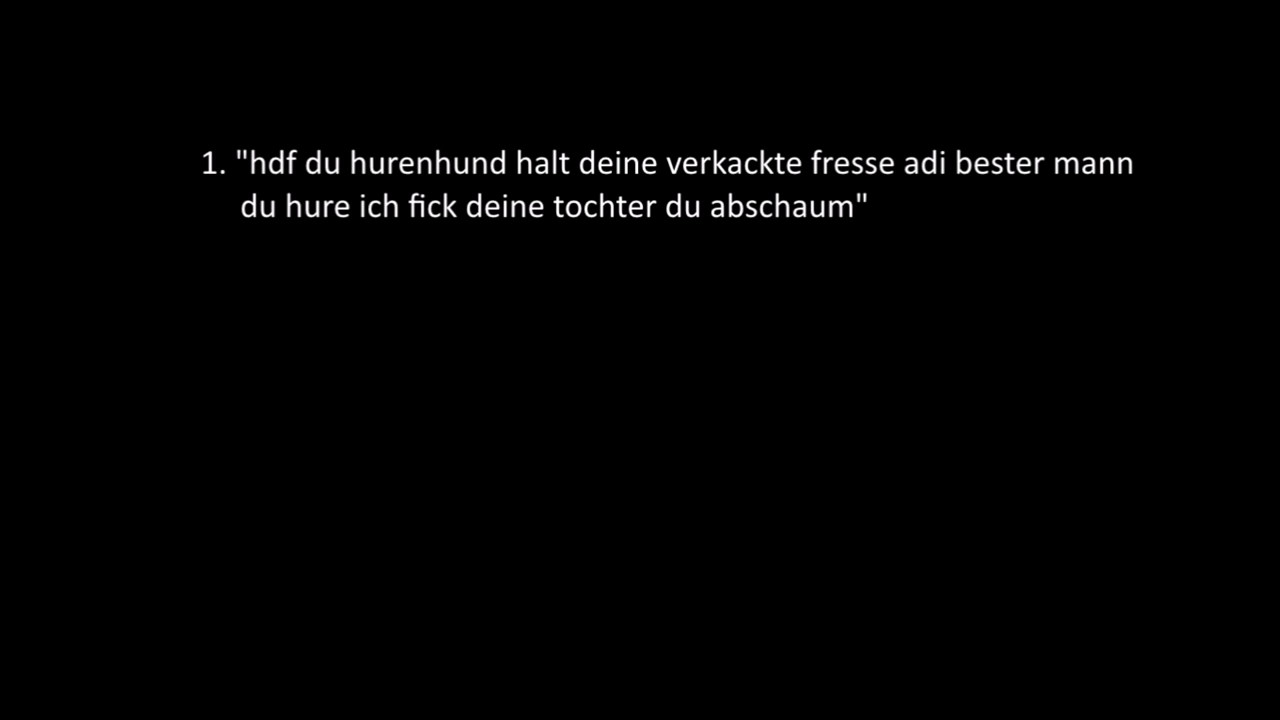 1. "hdf du hurenhund halt deine verkackte fresse adi bester mann
du hure ich fick deine tochter du abschaum"